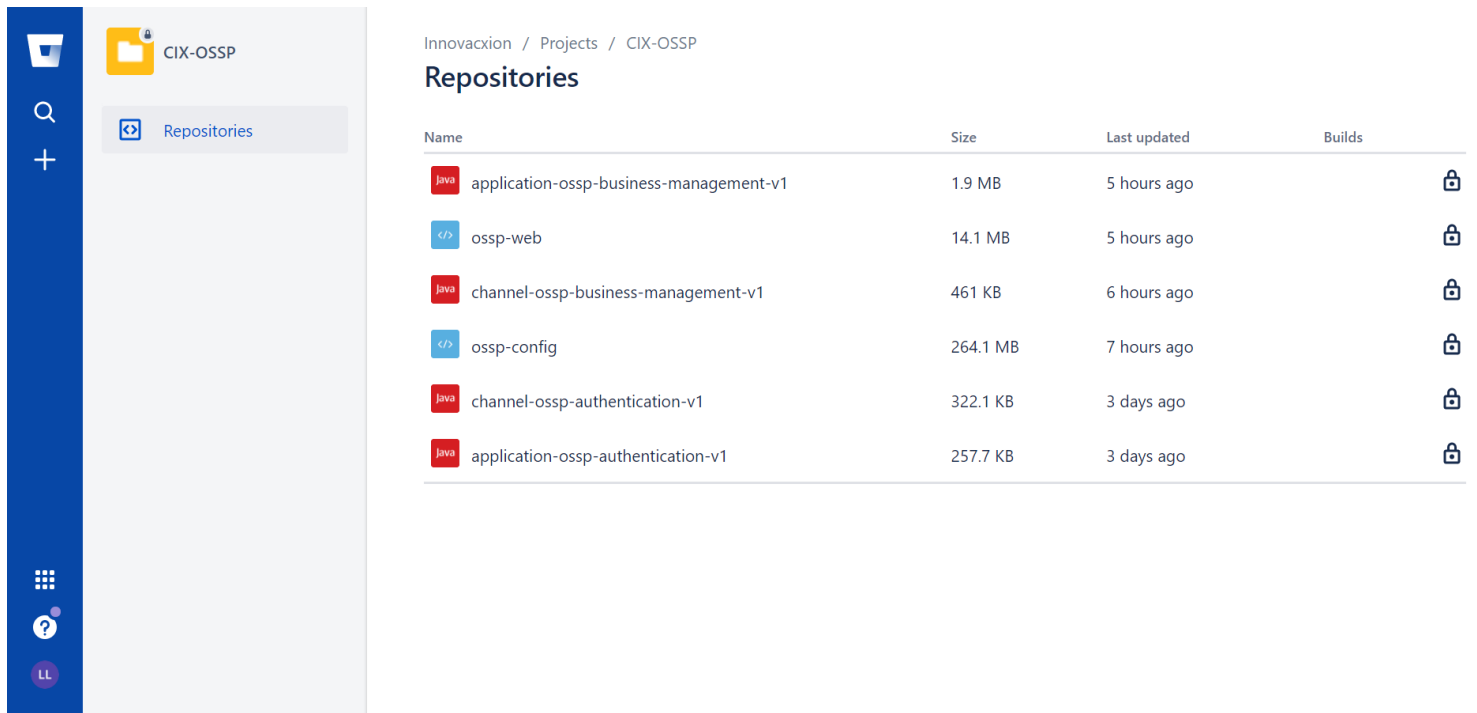 CIX-OSSP
Repositories
LL
Innovacxion / Projects / CIX-OSSP
Repositories
Name Size Last updated Builds
Java application-ossp-business-management-v1 1.9 MB 5 hours ago
</> ossp-web 14.1 MB 5 hours ago
Java channel-ossp-business-management-v1 461 KB 6 hours ago
</> ossp-config 264.1 MB 7 hours ago
Java channel-ossp-authentication-v1 322.1 KB 3 days ago
Java application-ossp-authentication-v1 257.7 KB 3 days ago